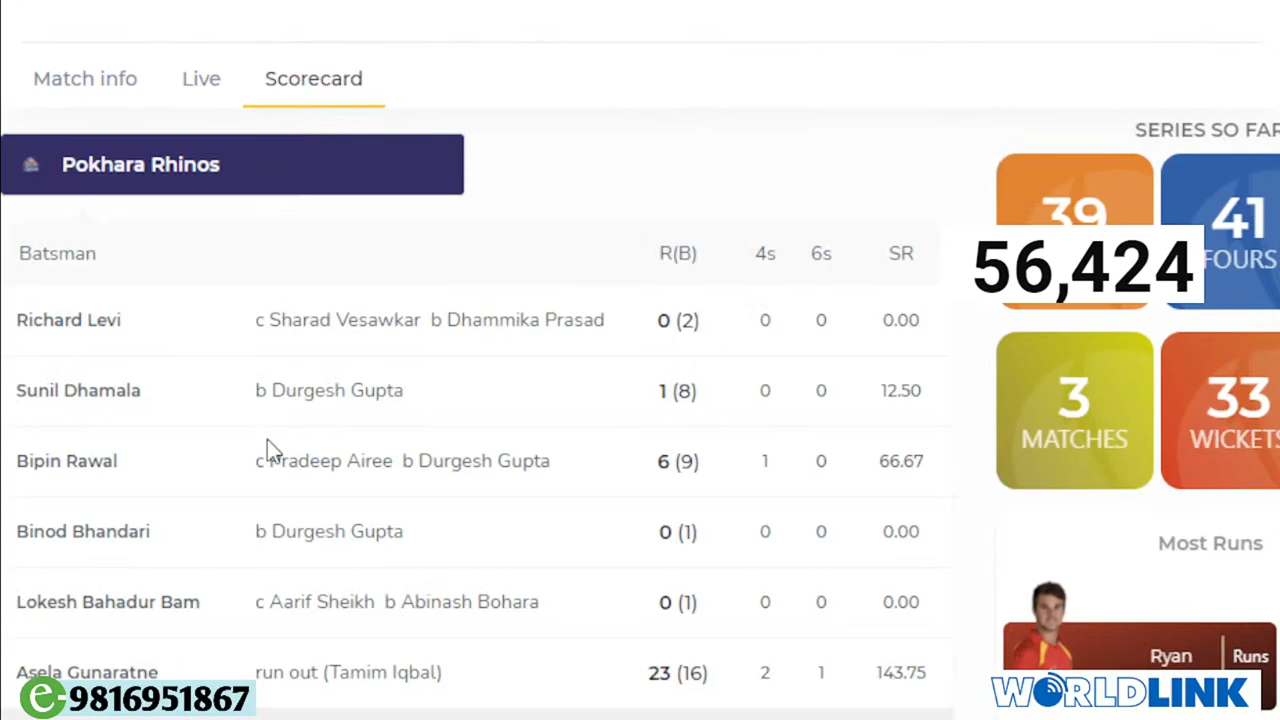 Match info Live Scorecard
SERIES SO FAR
Pokhara Rhinos
39
41
FOURS
56,424
Batsman R(B) 4s 6s SR
Richard Levi c Sharad Vesawkar b Dhammika Prasad 0 (2) 0 0 0.00
Sunil Dhamala b Durgesh Gupta 1 (8) 0 0 12.50
Bipin Rawal c Pradeep Airee b Durgesh Gupta 6 (9) 1 0 66.67
Binod Bhandari b Durgesh Gupta 0 (1) 0 0 0.00
Lokesh Bahadur Bam c Aarif Sheikh b Abinash Bohara 0 (1) 0 0 0.00
Asela Gunaratne run out (Tamim Iqbal) 23 (16) 2 1 143.75
3
MATCHES
33
WICKETS
Most Runs
Ryan Runs
e-9816951867
WORLDLINK